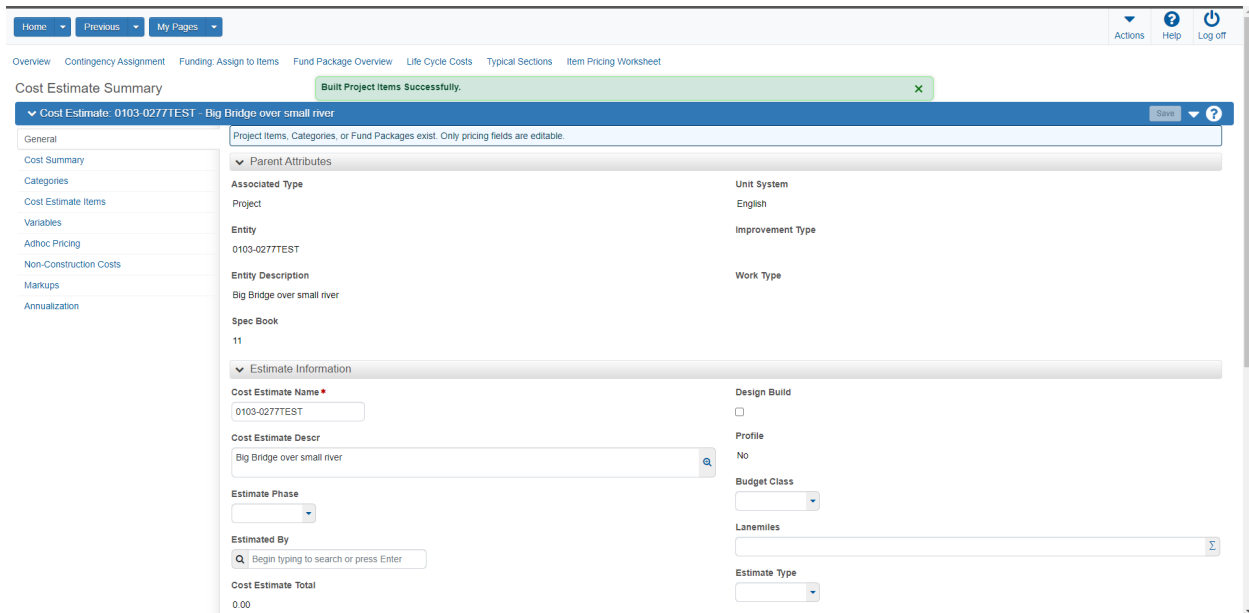 Home Previous My Pages
Actions Help Log off
Overview Contingency Assignment Funding: Assign to Items Fund Package Overview Life Cycle Costs Typical Sections Item Pricing Worksheet
Cost Estimate Summary
Built Project Items Successfully.
Cost Estimate: 0103-0277TEST - Big Bridge over small river
Save
General
Cost Summary
Categories
Cost Estimate Items
Variables
Adhoc Pricing
Non-Construction Costs
Markups
Annualization
Project Items, Categories, or Fund Packages exist. Only pricing fields are editable.
Parent Attributes
Associated Type
Project
Entity
0103-0277TEST
Entity Description
Big Bridge over small river
Spec Book
11
Unit System
English
Improvement Type
Work Type
Estimate Information
Cost Estimate Name*
0103-0277TEST
Cost Estimate Descr
Big Bridge over small river
Estimate Phase
Estimated By
Begin typing to search or press Enter
Cost Estimate Total
0.00
Design Build
Profile
No
Budget Class
Lanemiles
Σ
Estimate Type